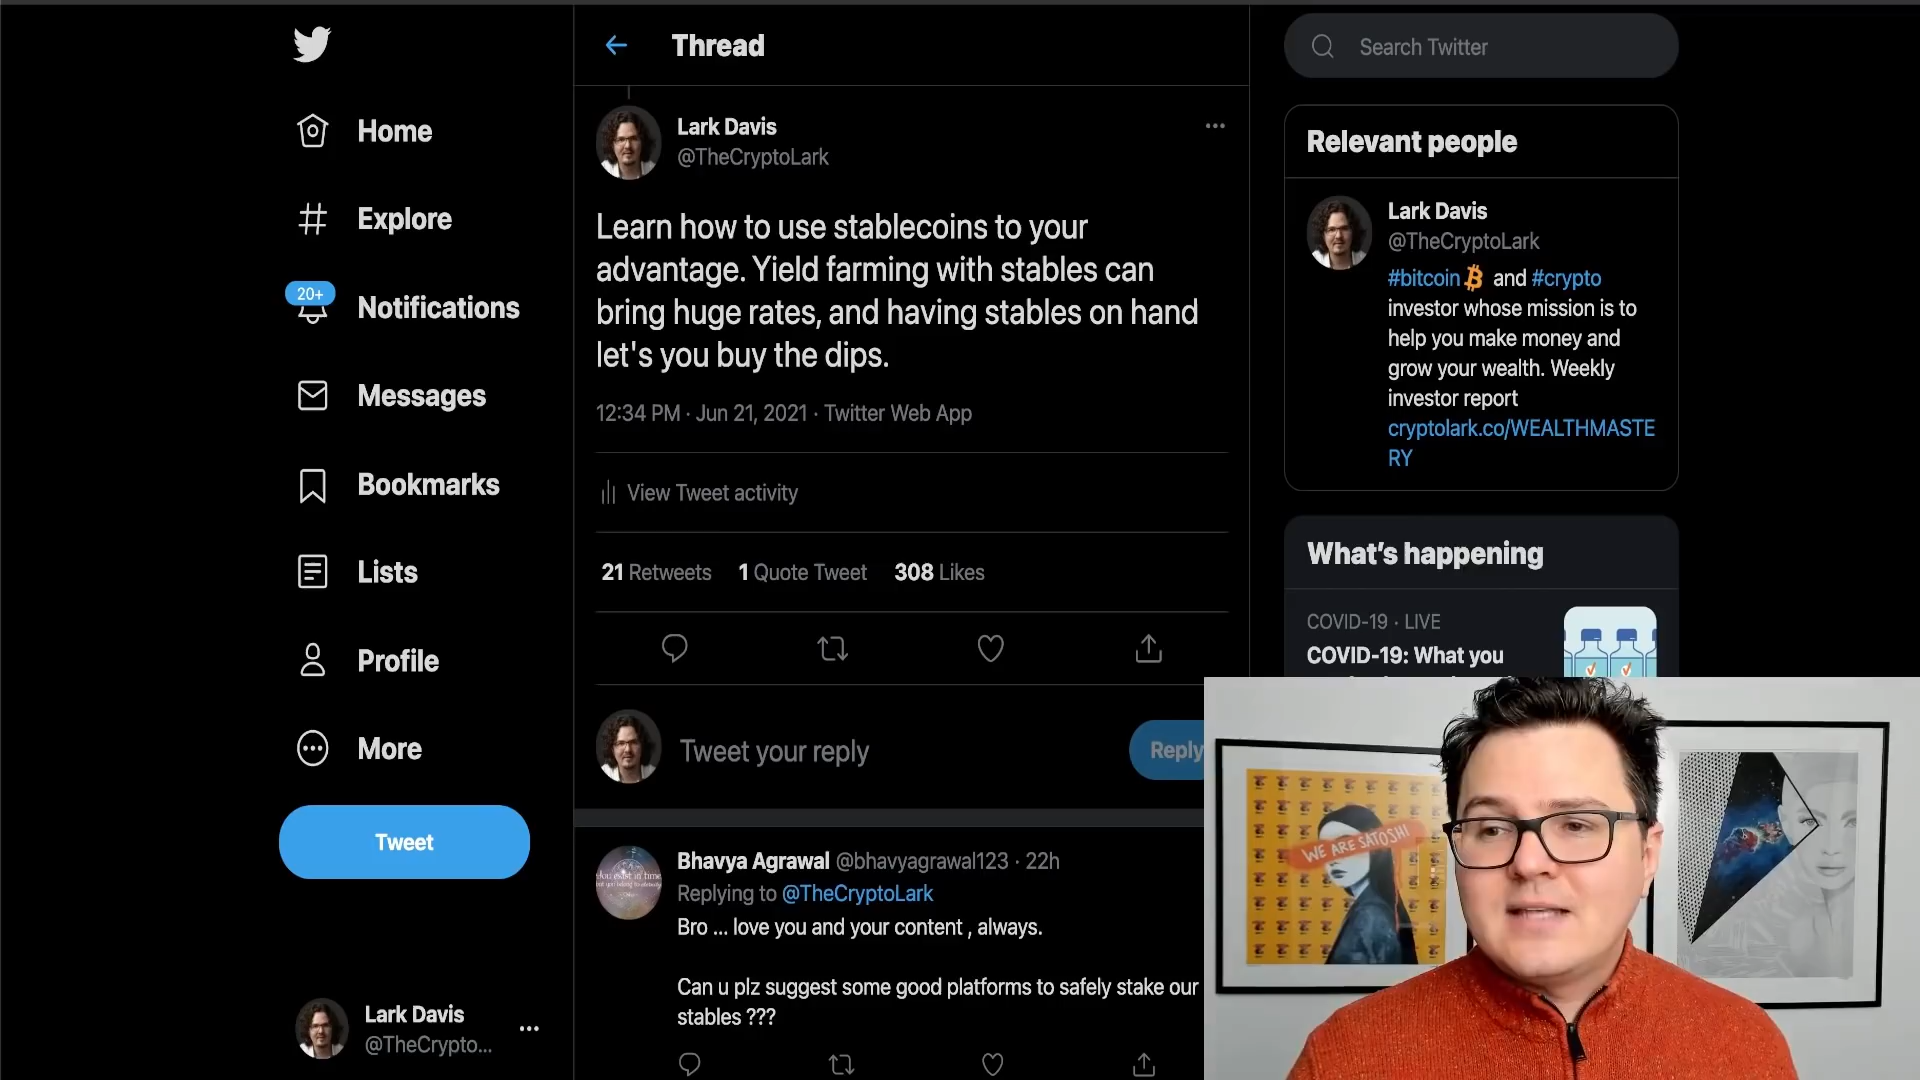 Home
Explore
20+
Notifications
Messages
Bookmarks
Lists
Profile
More
Tweet
Lark Davis
@TheCrypto...
Thread
Lark Davis
@TheCryptoLark
Learn how to use stablecoins to your
advantage. Yield farming with stables can
bring huge rates, and having stables on hand
let's you buy the dips.
12:34 PM · Jun 21, 2021 · Twitter Web App
View Tweet activity
21 Retweets 1 Quote Tweet 308 Likes
Tweet your reply
Reply
Bhavya Agrawal @bhavyagrawal123 · 22h
Replying to @TheCryptoLark
Bro ... love you and your content , always.
Can u plz suggest some good platforms to safely stake our
stables ???
Search Twitter
Relevant people
Lark Davis
@TheCryptoLark
#bitcoin and #crypto
investor whose mission is to
help you make money and
grow your wealth. Weekly
investor report
cryptolark.co/WEALTHMASTE
RY
What's happening
COVID-19 · LIVE
COVID-19: What you
WE ARE SATOSHI